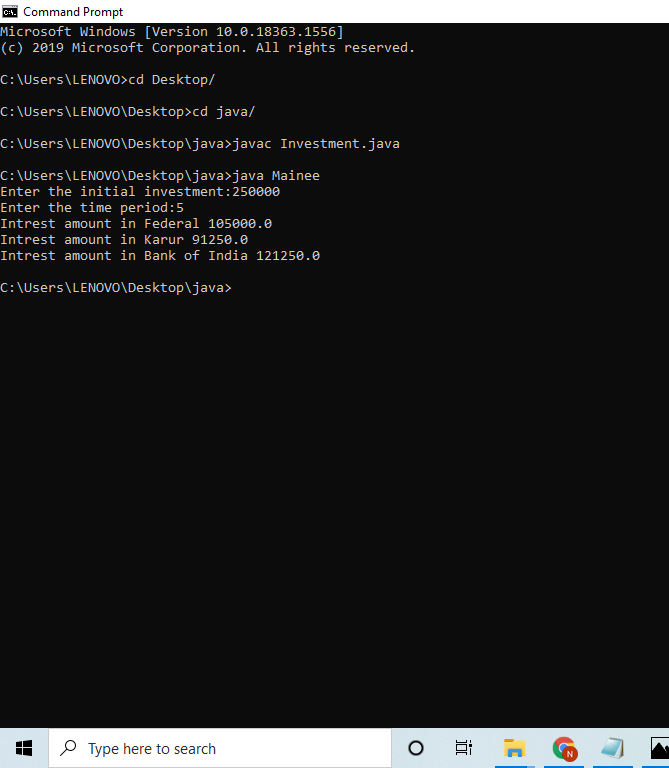 Command Prompt
Microsoft Windows [Version 10.0.18363.1556]
(c) 2019 Microsoft Corporation. All rights reserved.
C:\Users\LENOVO>cd Desktop/
C:\Users\LENOVO\Desktop>cd java/
C:\Users\LENOVO\Desktop\java>javac Investment.java
C:\Users\LENOVO\Desktop\java>java Mainee
Enter the initial investment:250000
Enter the time period:5
Intrest amount in Federal 105000.0
Intrest amount in Karur 91250.0
Intrest amount in Bank of India 121250.0
C:\Users\LENOVO\Desktop\java>
Type here to search
N